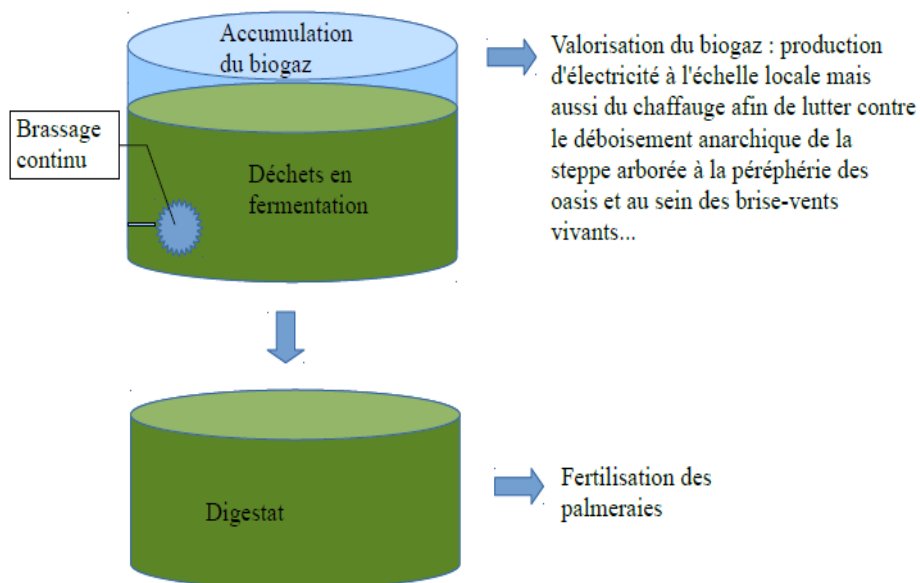 Accumulation
du biogaz
Valorisation du biogaz : production
d'électricité à l'échelle locale mais
aussi du chaffauge afin de lutter contre
le déboisement anarchique de la
steppe arborée à la péréphérie des
oasis et au sein des brise-vents
vivants...
Brassage
continu
Déchets en
fermentation
Digestat
Fertilisation des
palmeraies